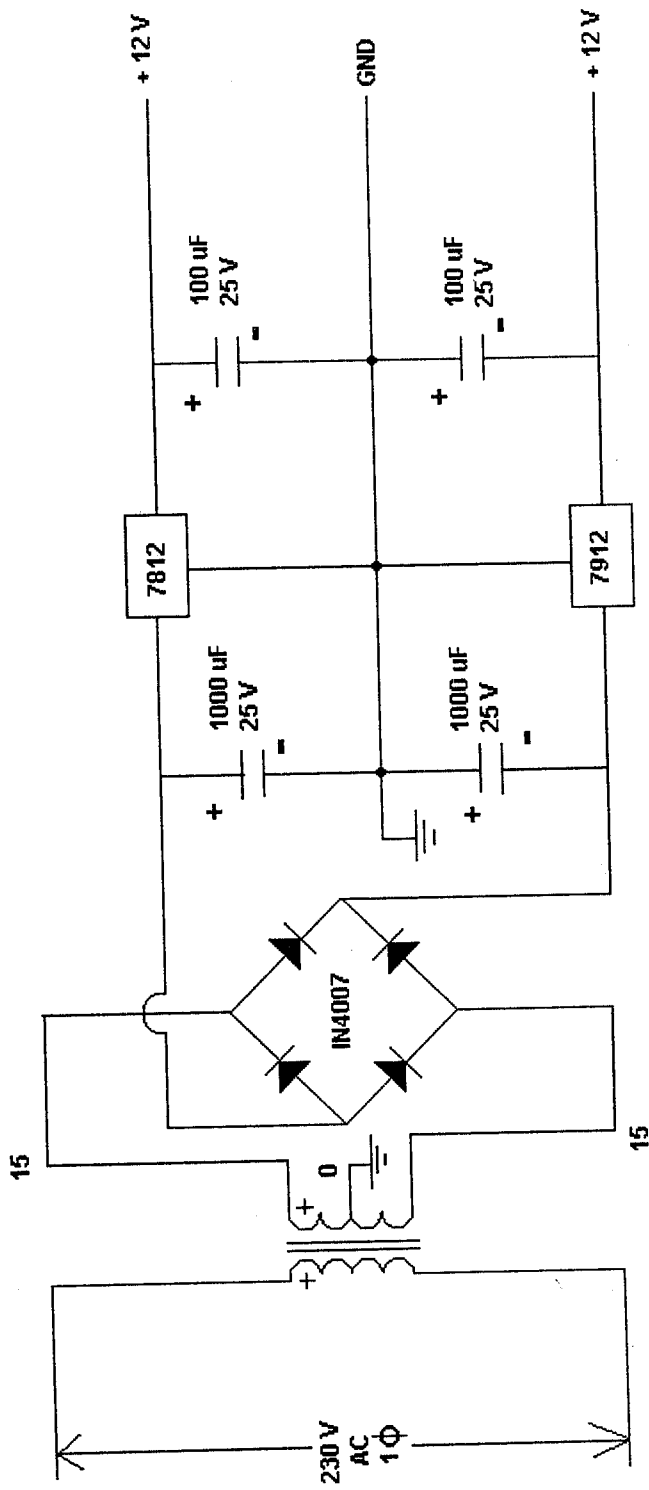 230 V
AC
1 Φ
15
+
+
0
15
IN4007
+
1000 uF
25 V
-
+
1000 uF
25 V
-
7812
7912
+
100 uF
25 V
-
+
100 uF
25 V
-
+ 12 V
GND
+ 12 V